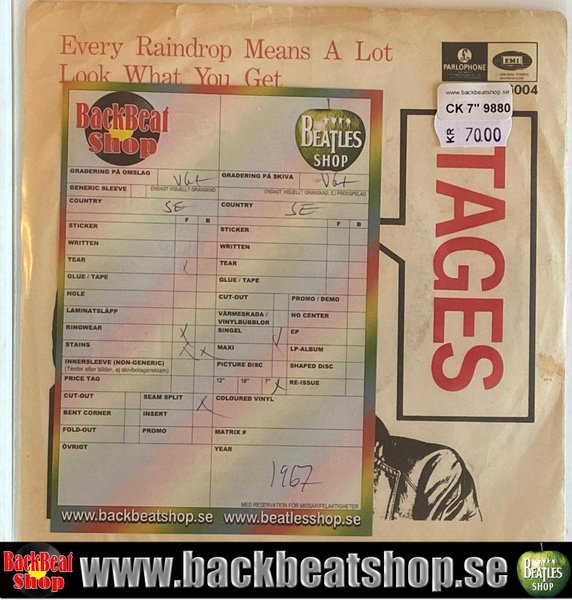 Every Raindrop Means A Lot
Look What You Get
PARLOPHONE
EMI
004
www.backbeatshop.se
CK 7" 9880
KR 70.00
STAGES
BackBeat
Shop
BEATLES
SHOP
GRADERING PÅ OMSLAG VG+
GRADERING PÅ SKIVA VG+
GENERIC SLEEVE ENDAST VISUELLT GRANSKAD
ENDAST VISUELLT GRANSKAD, EJ PROVSPELAD
COUNTRY SE
COUNTRY SE
F B
F B
STICKER
STICKER
WRITTEN
WRITTEN
TEAR
TEAR
GLUE / TAPE
GLUE / TAPE
HOLE
CUT-OUT PROMO / DEMO
LAMINATSLÄPP
VÄRMESKADA /
VINYLBUBBLOR
NO CENTER
RINGWEAR X
SINGEL EP
STAINS X X
MAXI LP-ALBUM
INNERSLEEVE (NON-GENERIC)
(Texter eller bilder, ej skivbolagsreklam)
PICTURE DISC SHAPED DISC
PRICE TAG
12" 10" 7" X RE-ISSUE
CUT-OUT SEAM SPLIT X
COLOURED VINYL
BENT CORNER INSERT
FOLD-OUT PROMO
MATRIX #
ÖVRIGT
YEAR
1967
MED RESERVATION FÖR MISSAR/FELAKTIGHETER
www.backbeatshop.se www.beatlesshop.se
BackBeat
Shop
www.backbeatshop.se
BEATLES
SHOP